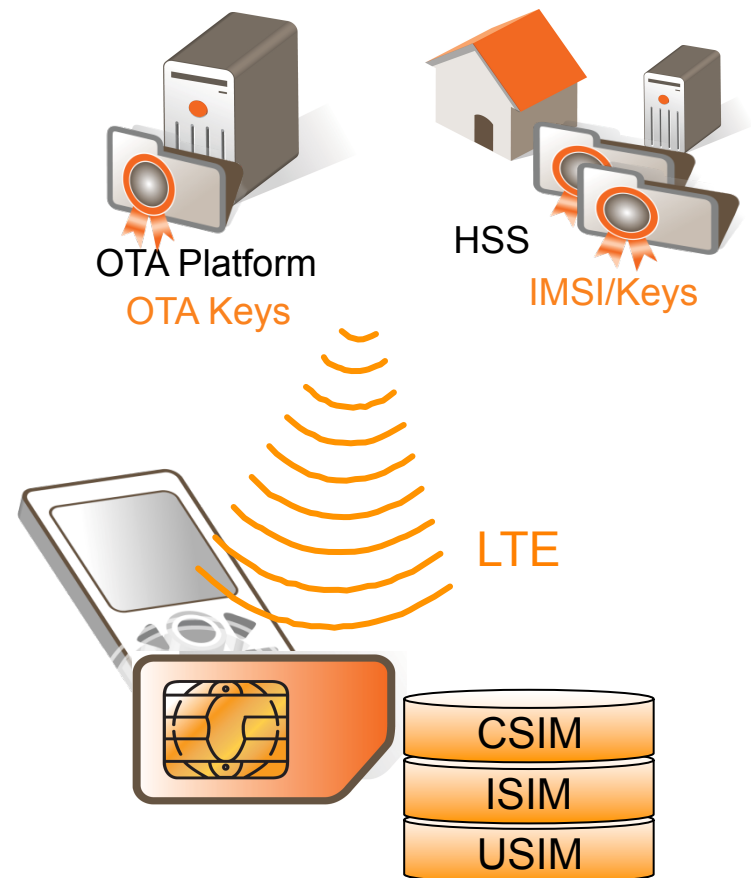 OTA Platform
OTA Keys
HSS
IMSI/Keys
LTE
CSIM
ISIM
USIM